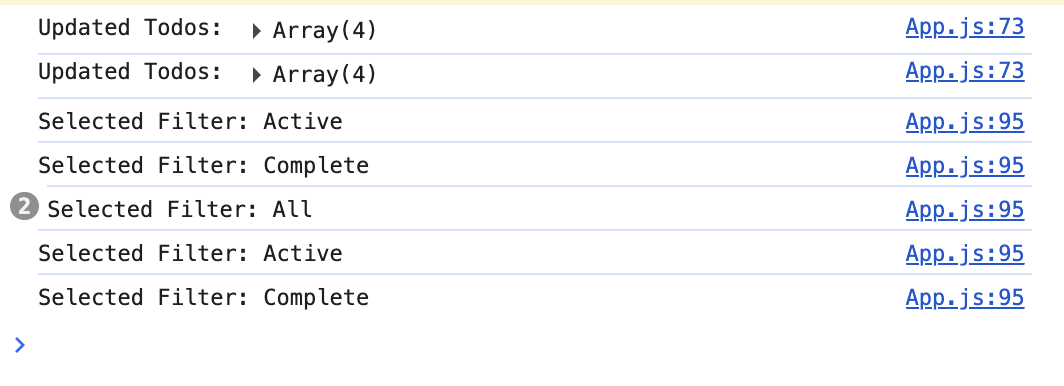 Updated Todos: ▶ Array(4) App.js:73
Updated Todos: ▶ Array(4) App.js:73
Selected Filter: Active App.js:95
Selected Filter: Complete App.js:95
2 Selected Filter: All App.js:95
Selected Filter: Active App.js:95
Selected Filter: Complete App.js:95